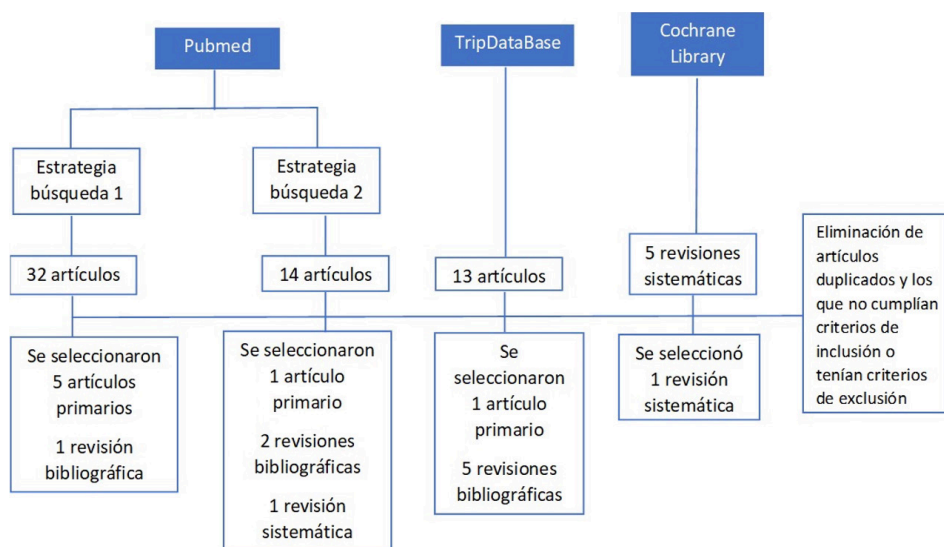 Pubmed
TripDataBase
Cochrane
Library
Estrategia
búsqueda 1
Estrategia
búsqueda 2
32 artículos
14 artículos
13 artículos
5 revisiones
sistemáticas
Eliminación de
artículos
duplicados y los
que no cumplían
criterios de
inclusión o
tenían criterios
de exclusión
Se seleccionaron
5 artículos
primarios
1 revisión
bibliográfica
Se seleccionaron
1 artículo
primario
2 revisiones
bibliográficas
1 revisión
sistemática
Se
seleccionaron
1 artículo
primario
5 revisiones
bibliográficas
Se seleccionó
1 revisión
sistemática